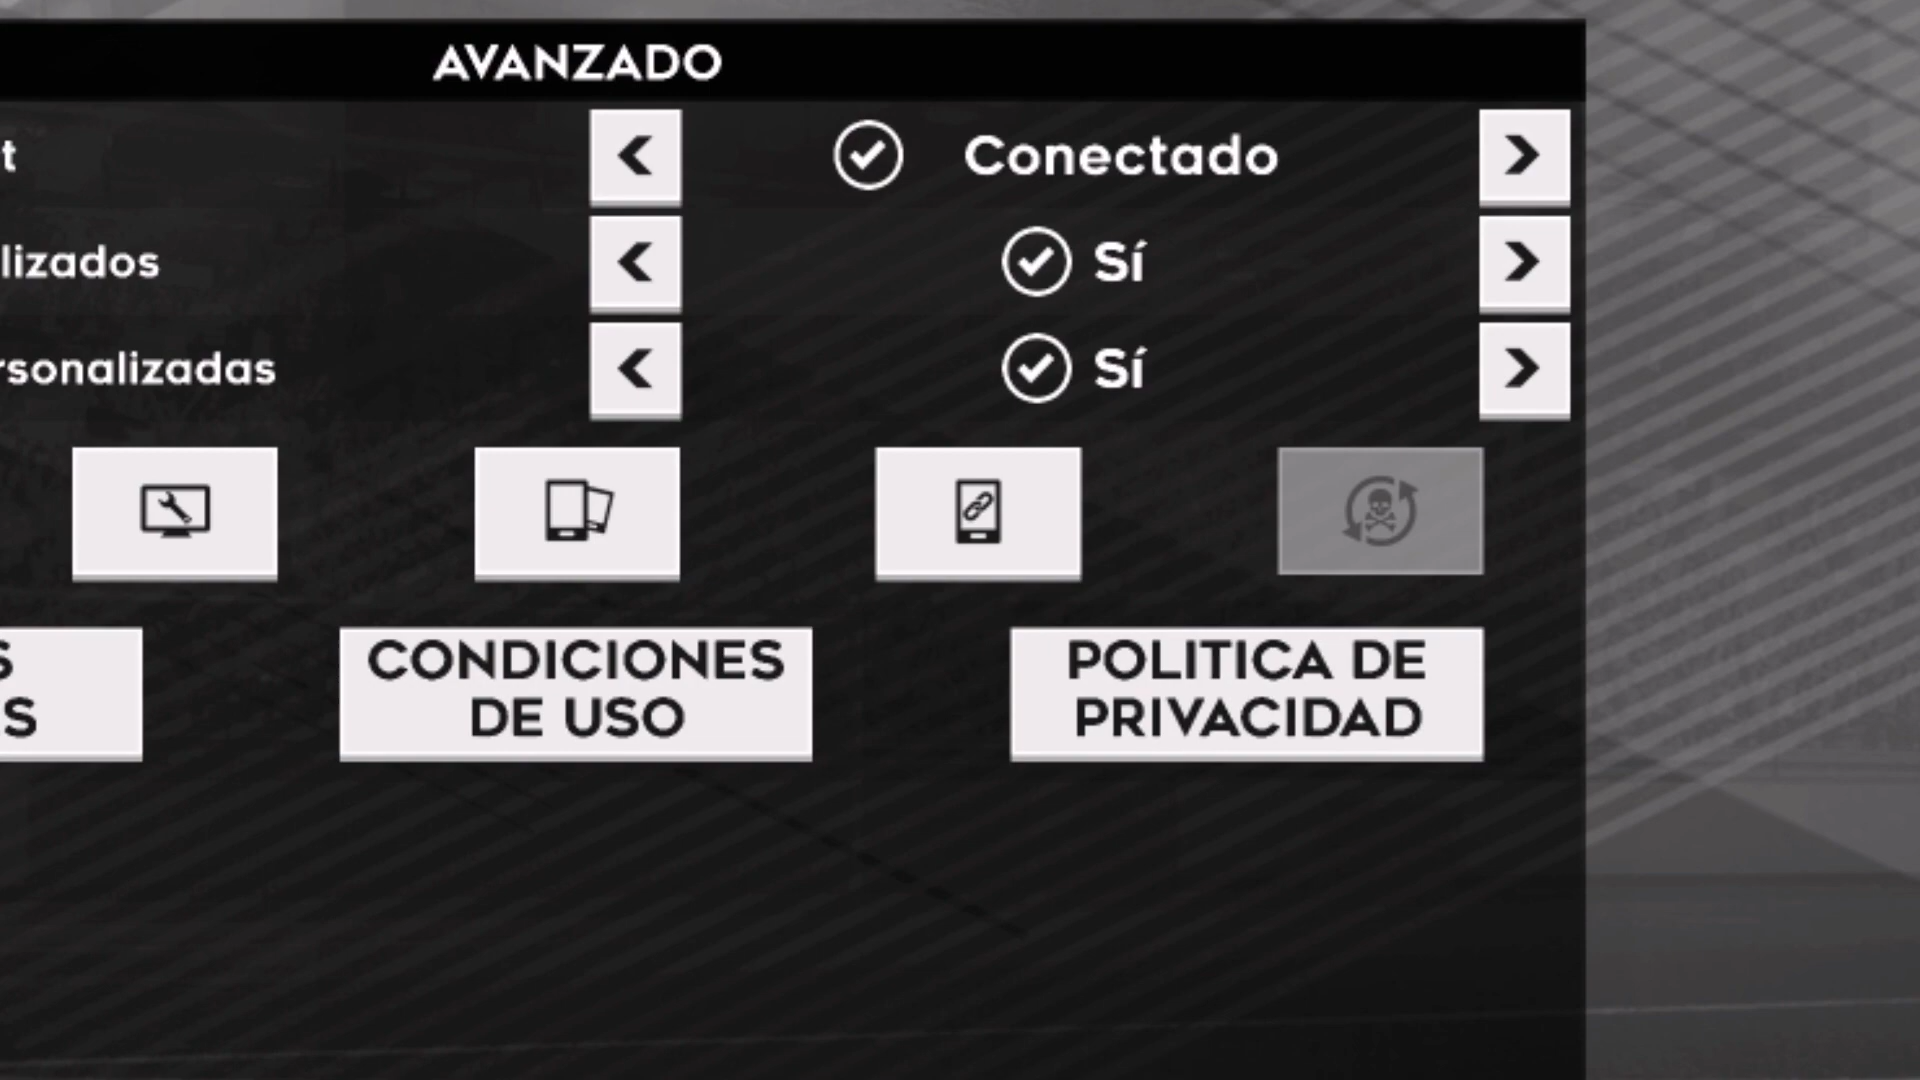 AVANZADO
t Conectado
lizados Sí
rsonalizadas Sí
S CONDICIONES POLITICA DE
S DE USO PRIVACIDAD